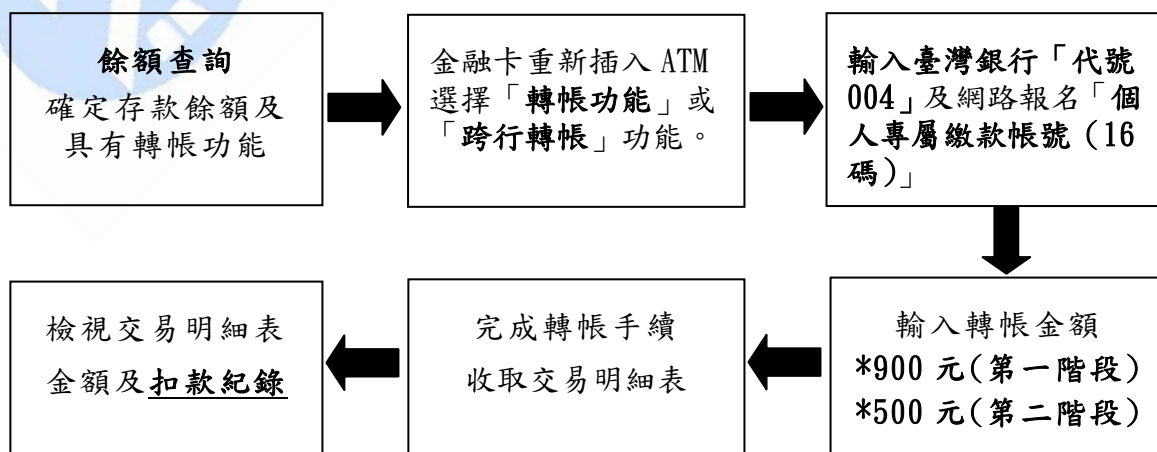 餘額查詢
確定存款餘額及
具有轉帳功能
金融卡重新插入 ATM
選擇「轉帳功能」或
「跨行轉帳」功能。
輸入臺灣銀行「代號
004」及網路報名「個
人專屬繳款帳號（16
碼)」
輸入轉帳金額
*900 元(第一階段)
*500 元(第二階段)
完成轉帳手續
收取交易明細表
檢視交易明細表
金額及扣款紀錄